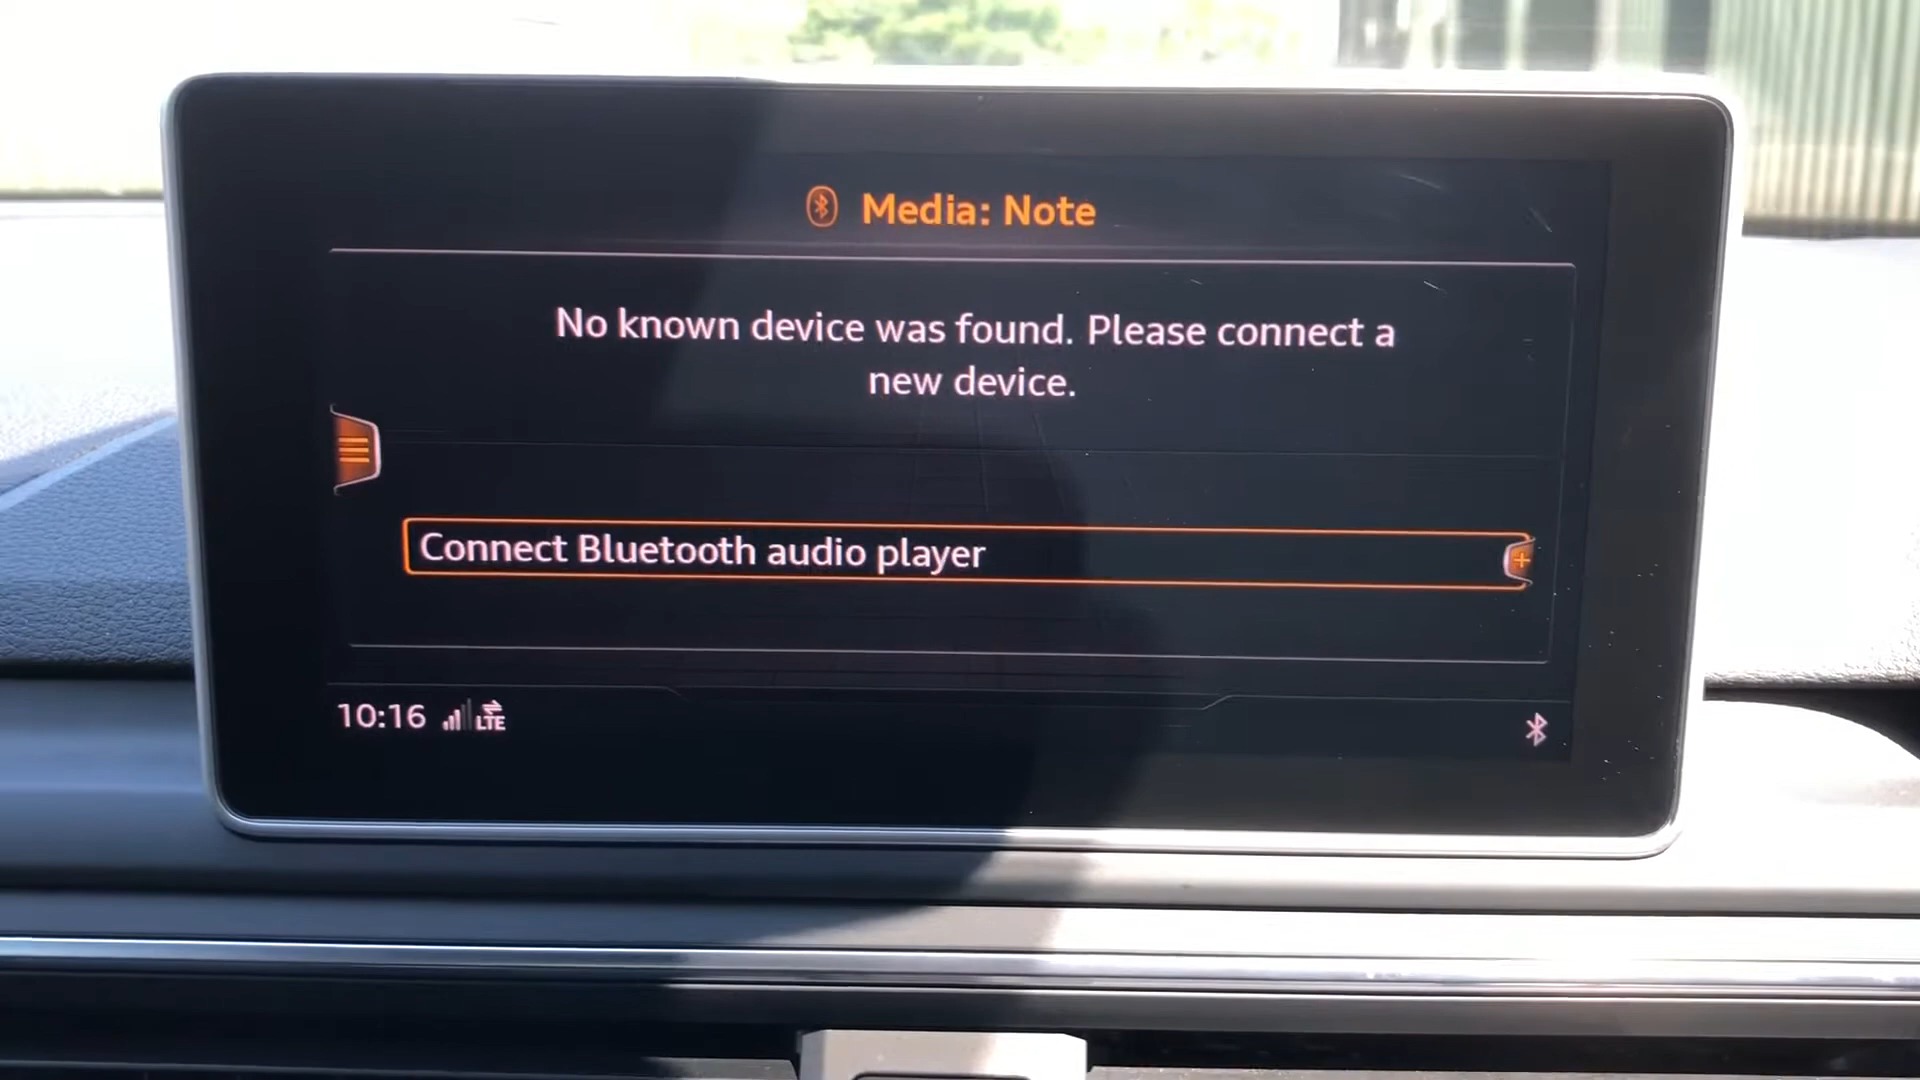 Media: Note
No known device was found. Please connect a
new device.
Connect Bluetooth audio player
10:16 LTE